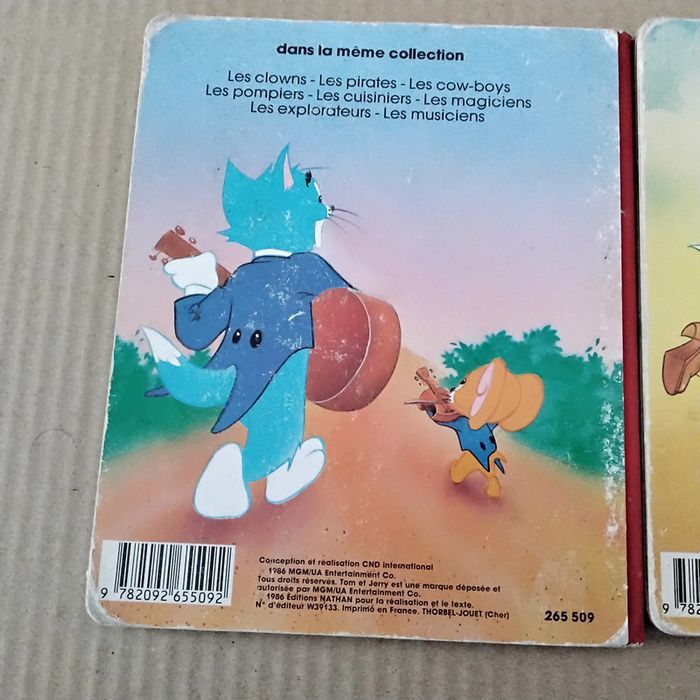 dans la même collection
Les clowns - Les pirates - Les cow-boys
Les pompiers - Les cuisiniers - Les magiciens
Les explorateurs - Les musiciens
Conception et réalisation CND International
1986 MGM/UA Entertainment Co.
Tous droits réservés. Tom et Jerry est une marque déposée et
autorisée par MGM/UA Entertainment Co.
1986 Éditions NATHAN pour la réalisation et le texte.
N° d'éditeur W39133. Imprimé en France. THORBEL-JOUET (Cher)
265 509
9 782092 655092
9 782